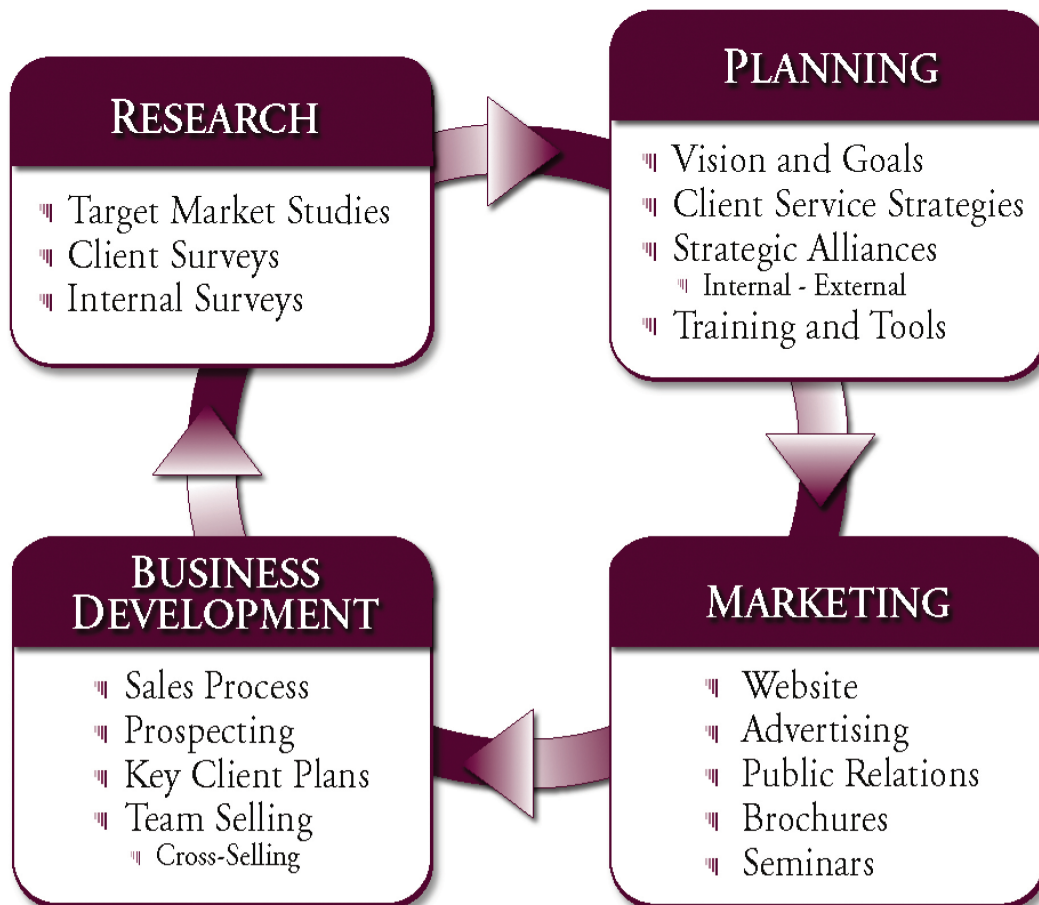 RESEARCH
Target Market Studies
Client Surveys
Internal Surveys
PLANNING
Vision and Goals
Client Service Strategies
Strategic Alliances
Internal - External
Training and Tools
MARKETING
Website
Advertising
Public Relations
Brochures
Seminars
BUSINESS
DEVELOPMENT
Sales Process
Prospecting
Key Client Plans
Team Selling
Cross-Selling